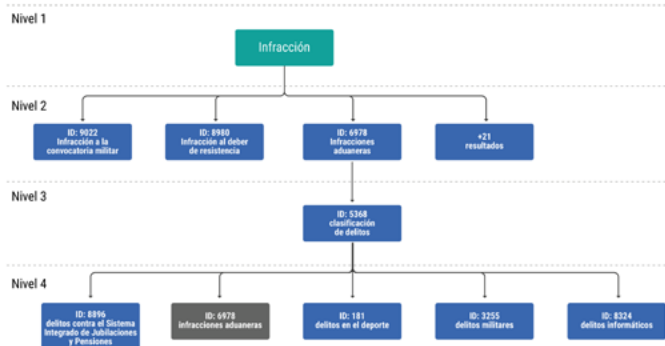 Nivel 1
Infracción
Nivel 2
ID: 9022
Infracción a la
convocatoria militar
ID: 8980
Infracción al deber
de resistencia
ID: 6978
Infracciones
aduaneras
+21
resultados
Nivel 3
ID: 5368
clasificación
de delitos
Nivel 4
ID: 8896
delitos contra el Sistema
Integrado de Jubilaciones
y Pensiones
ID: 6978
infracciones aduaneras
ID: 181
delitos en el deporte
ID: 3255
delitos militares
ID: 8324
delitos informáticos